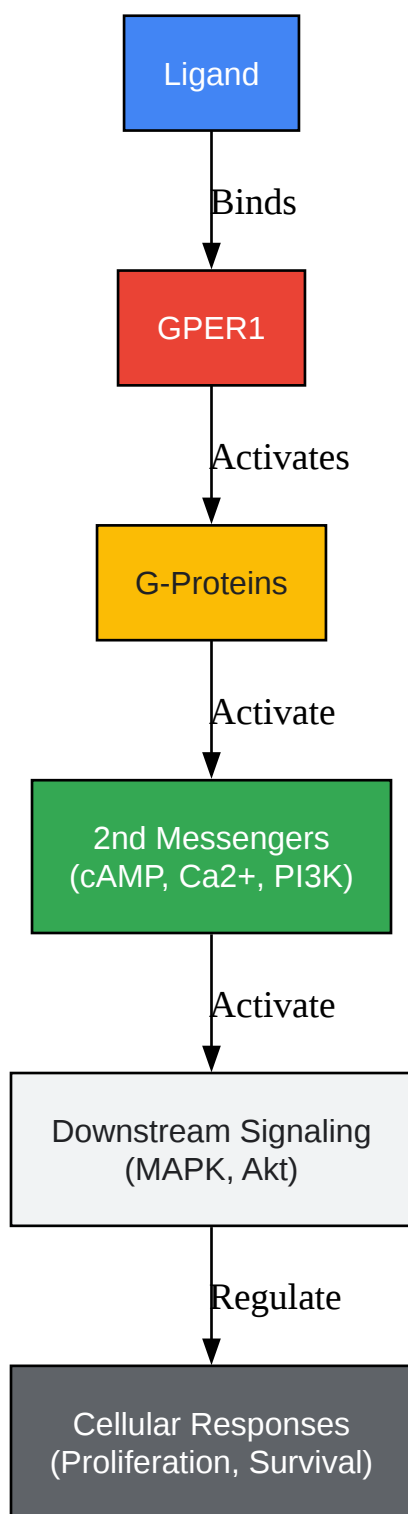 Ligand
Binds
GPER1
Activates
G-Proteins
Activate
2nd Messengers
(cAMP, Ca2+, PI3K)
Activate
Downstream Signaling
(MAPK, Akt)
Regulate
Cellular Responses
(Proliferation, Survival)